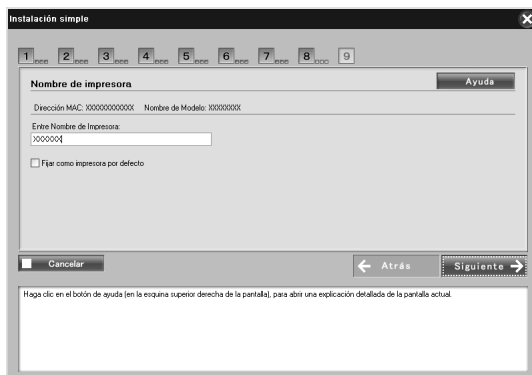 Instalación simple
1 2 3 4 5 6 7 8 9
Nombre de impresora
Ayuda
Dirección MAC: XXXXXXXXXXXX Nombre de Modelo: XXXXXXXX
Entre Nombre de Impresora:
XXXXXX
Fijar como impresora por defecto
Cancelar
Atrás
Siguiente
Haga clic en el botón de ayuda (en la esquina superior derecha de la pantalla), para abrir una explicación detallada de la pantalla actual.